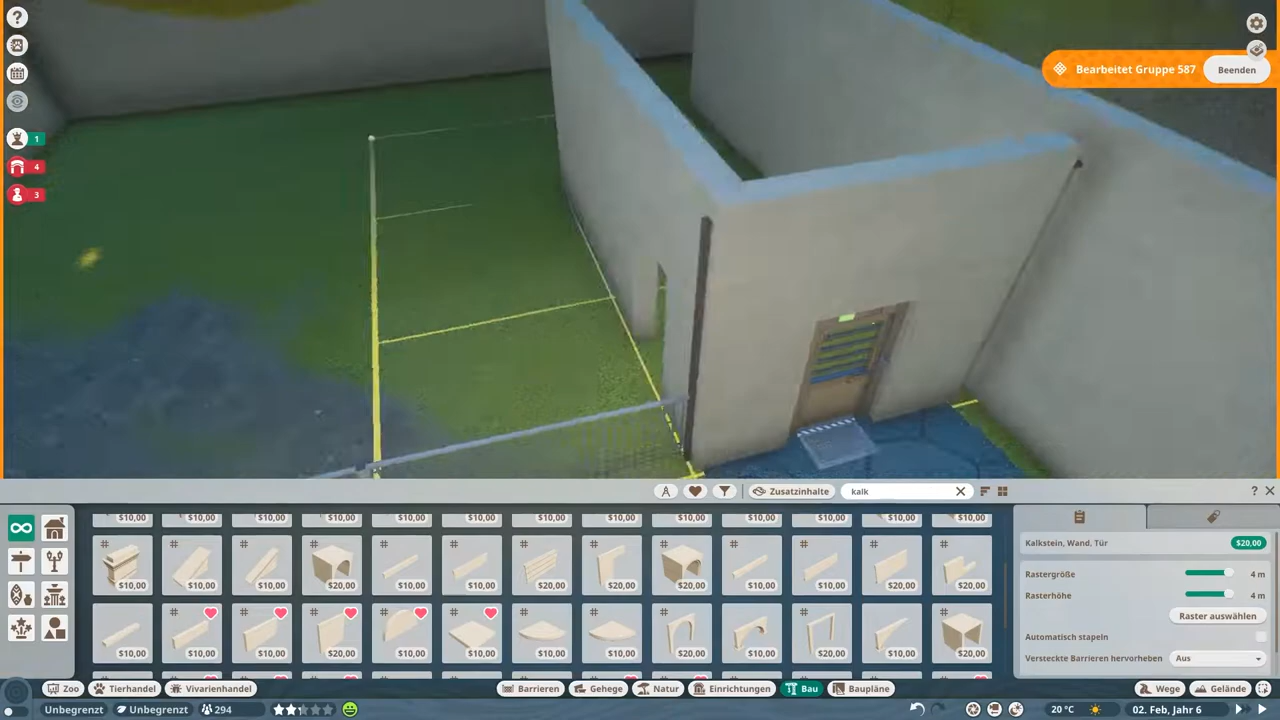 Bearbeitet Gruppe 587
Beenden
1
4
3
Zusatzinhalte
kalk
?
?
$10,00 $10,00 $10,00 $10,00 $10,00 $10,00 $10,00 $10,00 $10,00 $10,00 $10,00 $10,00 $10,00
$10,00 $10,00 $10,00 $20,00 $10,00 $10,00 $10,00 $20,00 $20,00 $10,00 $10,00 $20,00 $20,00
$10,00 $10,00 $10,00 $20,00 $10,00 $10,00 $10,00 $10,00 $20,00 $10,00 $20,00 $10,00 $20,00
Kalkstein, Wand, Tür
$20,00
Rastergröße
4 m
Rasterhöhe
4 m
Raster auswählen
Automatisch stapeln
Versteckte Barrieren hervorheben
Aus
Zoo
Tierhandel
Vivarienhandel
Barrieren
Gehege
Natur
Einrichtungen
Bau
Baupläne
Wege
Gelände
Unbegrenzt
Unbegrenzt
294
20 °C
02. Feb, Jahr 6